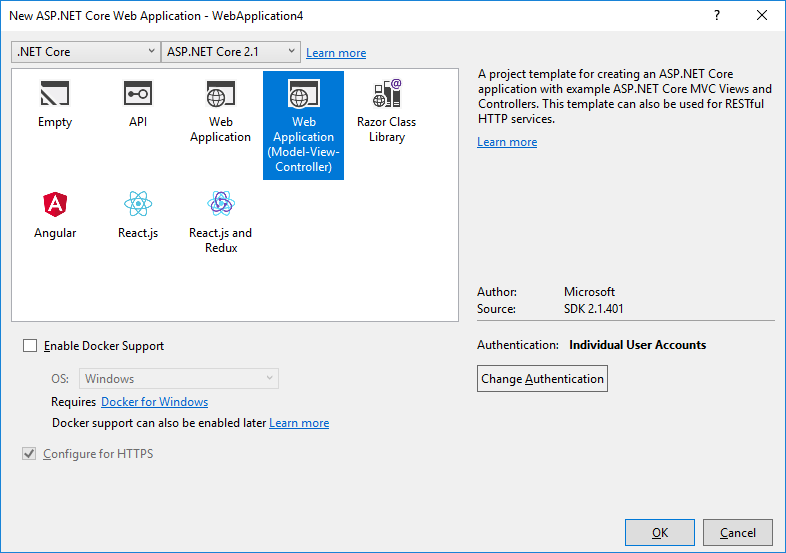 New ASP.NET Core Web Application - WebApplication4
? 
.NET Core
ASP.NET Core 2.1
Learn more
Empty
API
Web
Application
Web
Application
(Model-View-
Controller)
Razor Class
Library
Angular
React.js
React.js and
Redux
A project template for creating an ASP.NET Core
application with example ASP.NET Core MVC Views and
Controllers. This template can also be used for RESTful
HTTP services.
Learn more
Author: Microsoft
Source: SDK 2.1.401
Authentication: Individual User Accounts
Change Authentication
Enable Docker Support
OS: Windows
Requires Docker for Windows
Docker support can also be enabled later Learn more
Configure for HTTPS
OK
Cancel